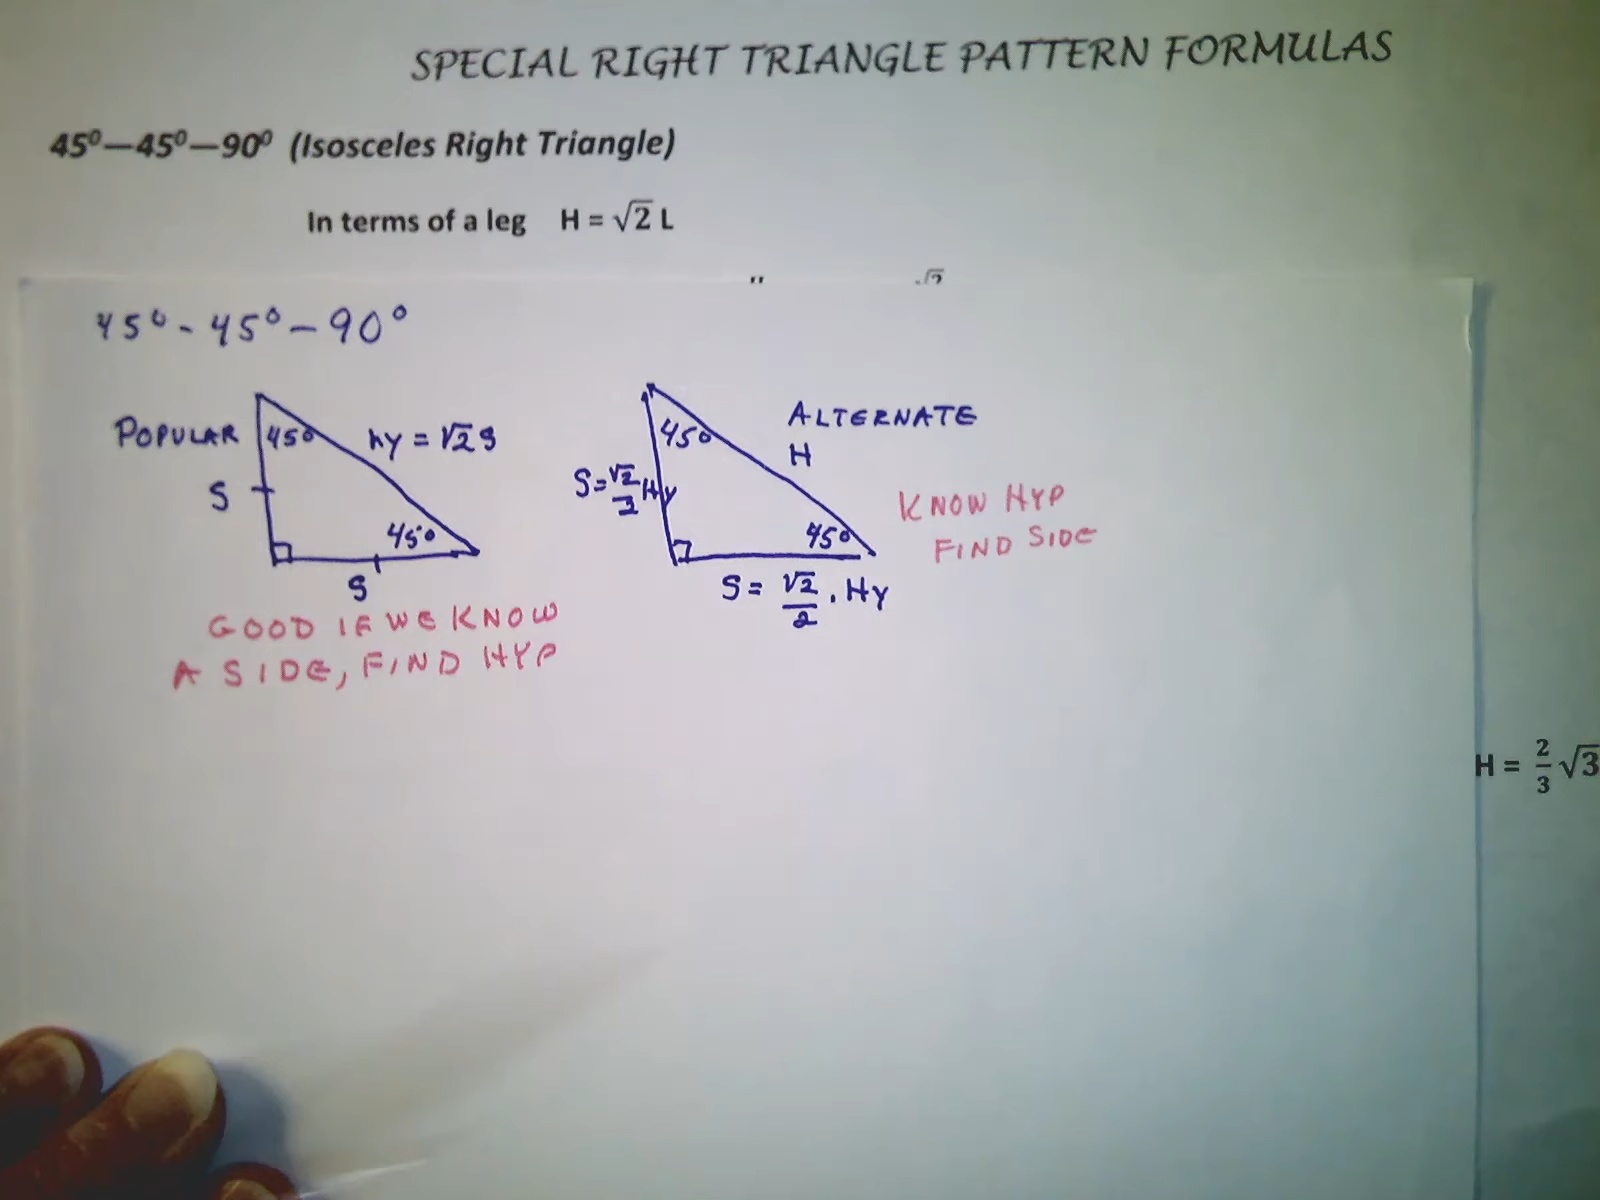 SPECIAL RIGHT TRIANGLE PATTERN FORMULAS
45⁰—45⁰—90⁰ (Isosceles Right Triangle)
In terms of a leg H = √2 L
45° - 45° - 90°
POPULAR
45°
hy = √2 S
S
45°
S
GOOD IF WE KNOW
A SIDE, FIND HYP
ALTERNATE
H
45°
S = √2/2 Hy
45°
S = √2/2 . Hy
KNOW HYP
FIND SIDE
H = 2/3 √3